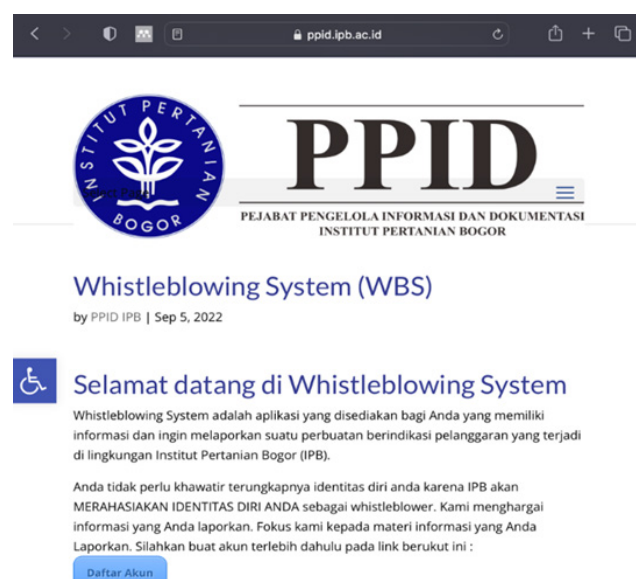 ppid.ipb.ac.id
INSTITUT PERTANIAN
BOGOR
PPID
Select Page
PEJABAT PENGELOLA INFORMASI DAN DOKUMENTASI
INSTITUT PERTANIAN BOGOR
Whistleblowing System (WBS)
by PPID IPB | Sep 5, 2022
Selamat datang di Whistleblowing System
Whistleblowing System adalah aplikasi yang disediakan bagi Anda yang memiliki
informasi dan ingin melaporkan suatu perbuatan berindikasi pelanggaran yang terjadi
di lingkungan Institut Pertanian Bogor (IPB).
Anda tidak perlu khawatir terungkapnya identitas diri anda karena IPB akan
MERAHASIAKAN IDENTITAS DIRI ANDA sebagai whistleblower. Kami menghargai
informasi yang Anda laporkan. Fokus kami kepada materi informasi yang Anda
Laporkan. Silahkan buat akun terlebih dahulu pada link berukut ini :
Daftar Akun